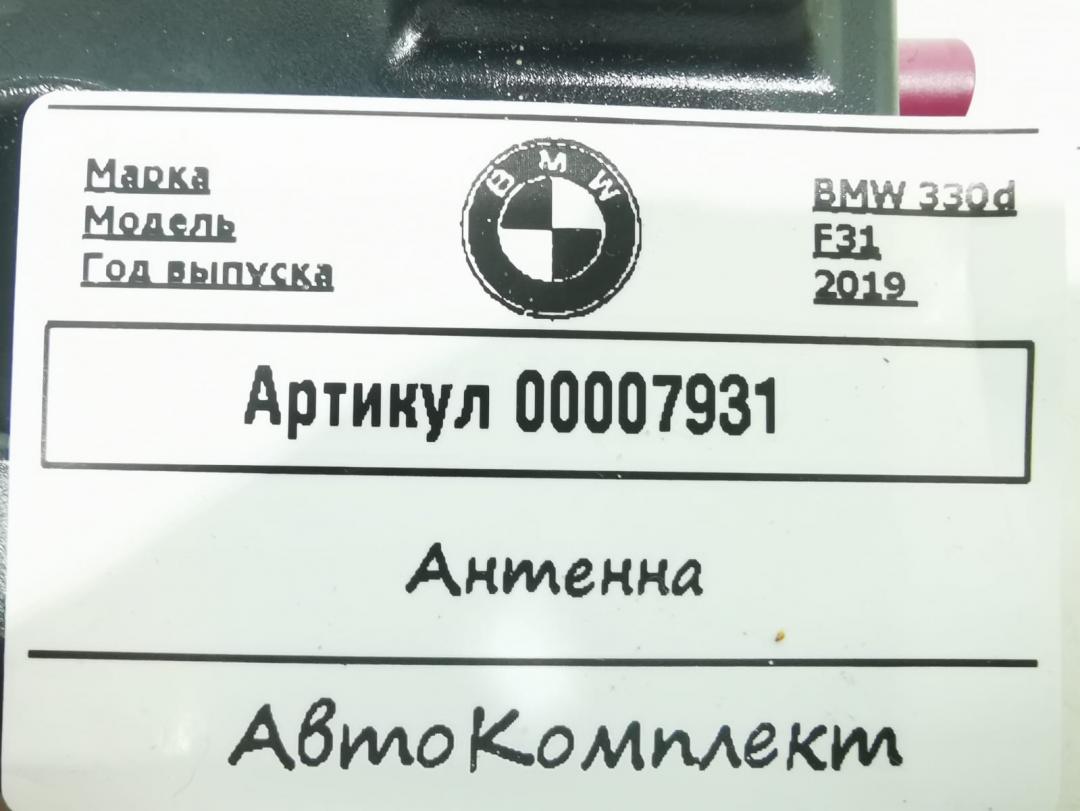 Марка
BMW
BMW 330d
Модель
F31
Год выпуска
2019
Артикул 00007931
Антенна
АвтоКомплект